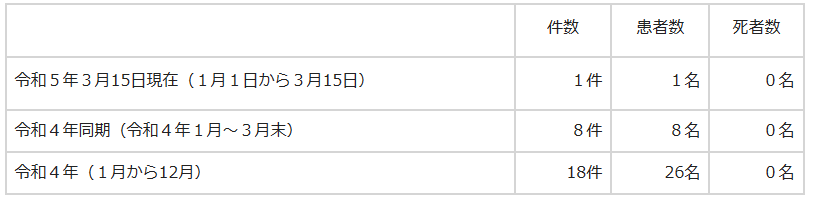 件数 患者数 死者数
令和５年３月15日現在（１月１日から３月15日） １件 １名 ０名
令和４年同期（令和４年１月～３月末） ８件 ８名 ０名
令和４年（１月から12月） 18件 26名 ０名